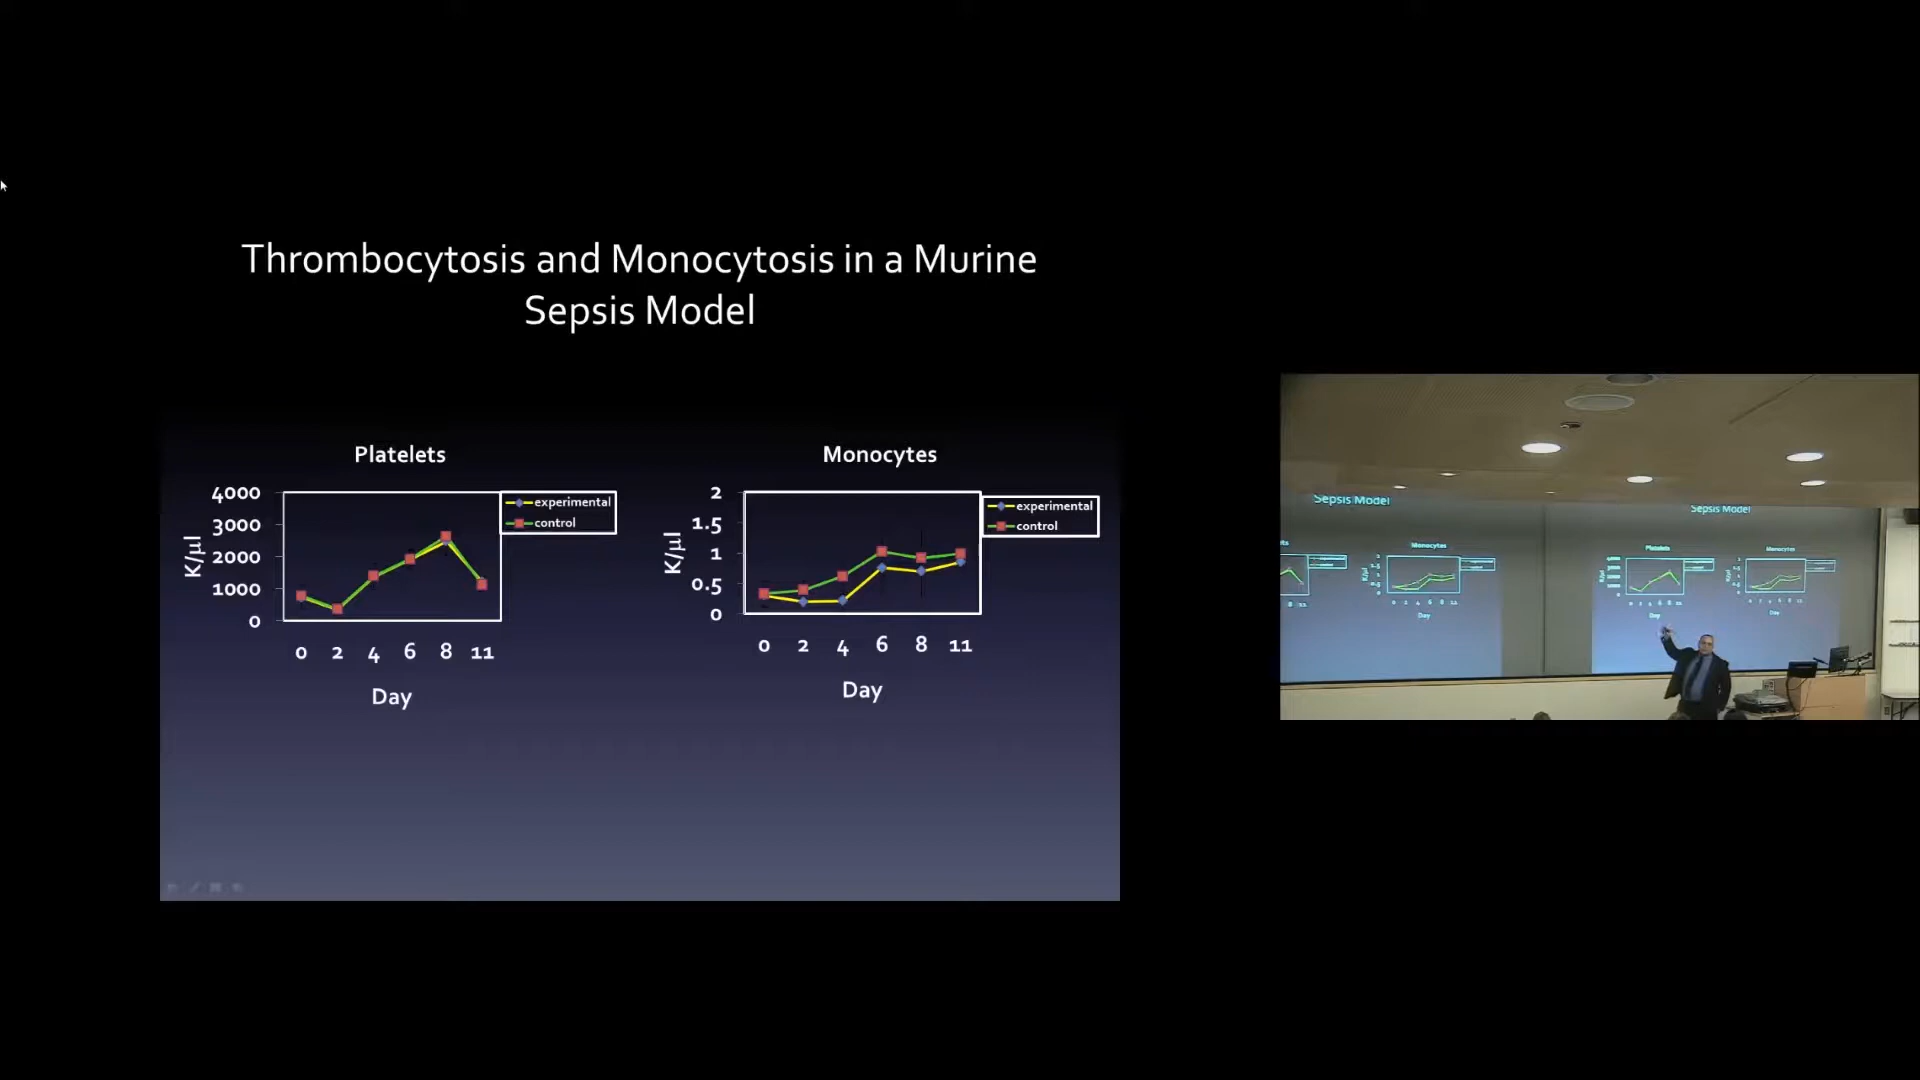 Thrombocytosis and Monocytosis in a Murine
Sepsis Model
Platelets
4000
3000
2000
1000
0
K/µl
0 2 4 6 8 11
Day
experimental
control
Monocytes
2
1.5
1
0.5
0
K/µl
0 2 4 6 8 11
Day
experimental
control
Sepsis Model
Monocytes
Day
Sepsis Model
Platelets
Day
Monocytes
Day